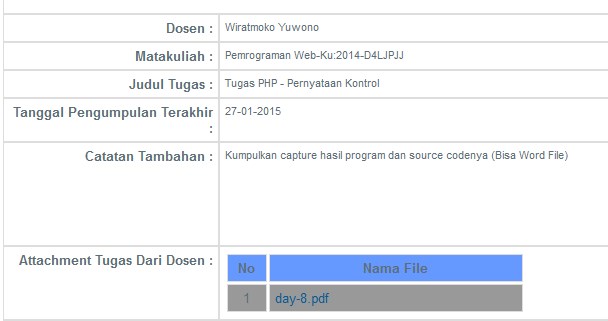 Dosen : Wiratmoko Yuwono
Matakuliah : Pemrograman Web-Ku:2014-D4LJPJJ
Judul Tugas : Tugas PHP - Pernyataan Kontrol
Tanggal Pengumpulan Terakhir 27-01-2015
:
Catatan Tambahan : Kumpulkan capture hasil program dan source codenya (Bisa Word File)
Attachment Tugas Dari Dosen :
No Nama File
1 day-8.pdf